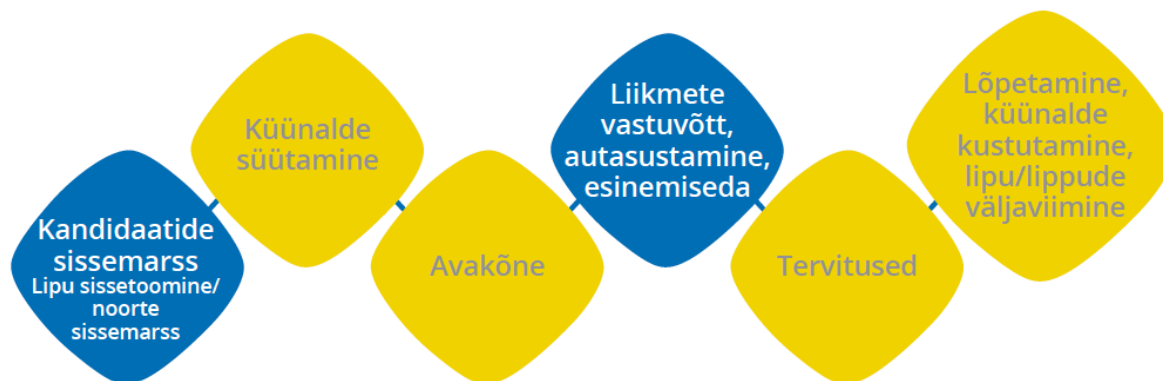 Kandidaatide
sissemarss
Lipu sissetoomine/
noorte
sissemarss
Küünalde
süütamine
Avakõne
Liikmete
vastuvõtt,
autasustamine,
esinemiseda
Tervitused
Lõpetamine,
küünalde
kustutamine,
lipu/lippude
väljaviimine